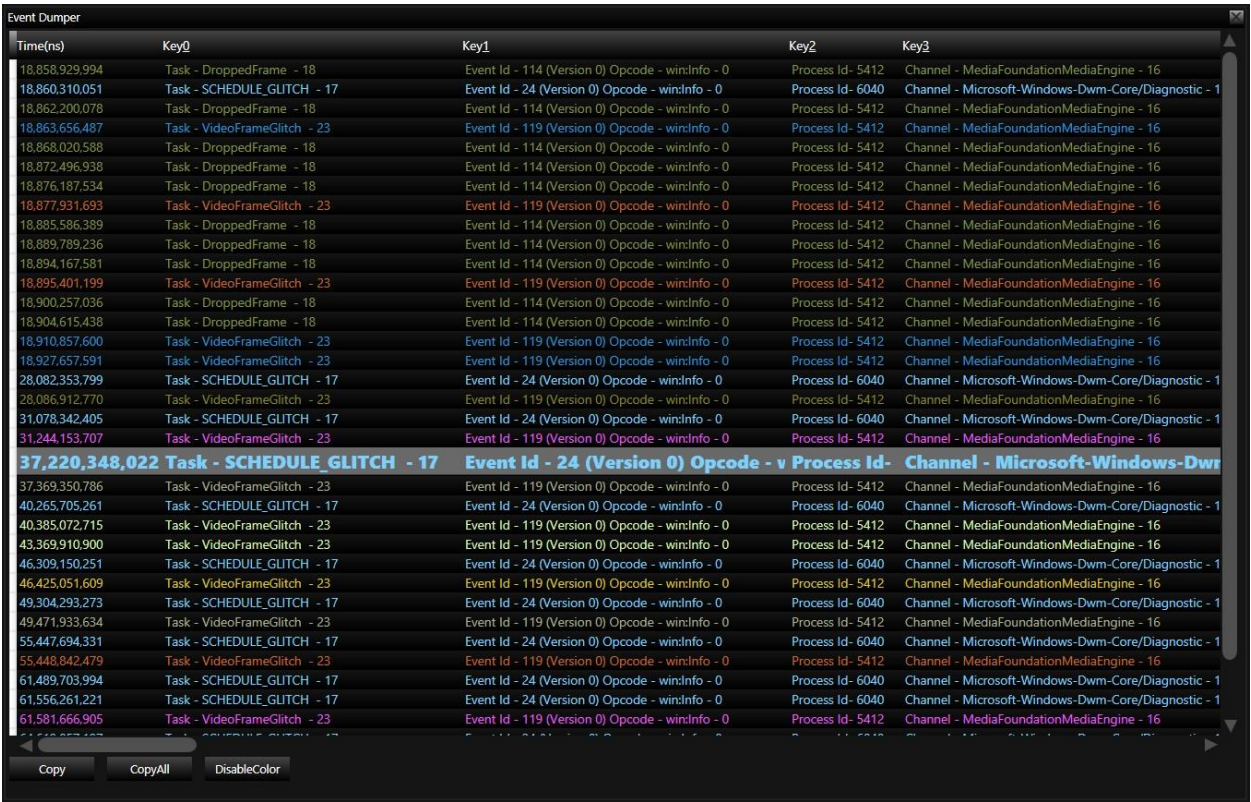 Event Dumper
Time(ns) Key0 Key1 Key2 Key3
18,858,929,994 Task - DroppedFrame - 18 Event Id - 114 (Version 0) Opcode - win:Info - 0 Process Id- 5412 Channel - MediaFoundationMediaEngine - 16
18,860,310,051 Task - SCHEDULE_GLITCH - 17 Event Id - 24 (Version 0) Opcode - win:Info - 0 Process Id- 6040 Channel - Microsoft-Windows-Dwm-Core/Diagnostic - 1
18,862,200,078 Task - DroppedFrame - 18 Event Id - 114 (Version 0) Opcode - win:Info - 0 Process Id- 5412 Channel - MediaFoundationMediaEngine - 16
18,863,656,487 Task - VideoFrameGlitch - 23 Event Id - 119 (Version 0) Opcode - win:Info - 0 Process Id- 5412 Channel - MediaFoundationMediaEngine - 16
18,868,020,588 Task - DroppedFrame - 18 Event Id - 114 (Version 0) Opcode - win:Info - 0 Process Id- 5412 Channel - MediaFoundationMediaEngine - 16
18,872,496,938 Task - DroppedFrame - 18 Event Id - 114 (Version 0) Opcode - win:Info - 0 Process Id- 5412 Channel - MediaFoundationMediaEngine - 16
18,876,187,534 Task - DroppedFrame - 18 Event Id - 114 (Version 0) Opcode - win:Info - 0 Process Id- 5412 Channel - MediaFoundationMediaEngine - 16
18,877,931,693 Task - VideoFrameGlitch - 23 Event Id - 119 (Version 0) Opcode - win:Info - 0 Process Id- 5412 Channel - MediaFoundationMediaEngine - 16
18,885,586,389 Task - DroppedFrame - 18 Event Id - 114 (Version 0) Opcode - win:Info - 0 Process Id- 5412 Channel - MediaFoundationMediaEngine - 16
18,889,789,236 Task - DroppedFrame - 18 Event Id - 114 (Version 0) Opcode - win:Info - 0 Process Id- 5412 Channel - MediaFoundationMediaEngine - 16
18,894,167,581 Task - DroppedFrame - 18 Event Id - 114 (Version 0) Opcode - win:Info - 0 Process Id- 5412 Channel - MediaFoundationMediaEngine - 16
18,895,401,199 Task - VideoFrameGlitch - 23 Event Id - 119 (Version 0) Opcode - win:Info - 0 Process Id- 5412 Channel - MediaFoundationMediaEngine - 16
18,900,257,036 Task - DroppedFrame - 18 Event Id - 114 (Version 0) Opcode - win:Info - 0 Process Id- 5412 Channel - MediaFoundationMediaEngine - 16
18,904,615,438 Task - DroppedFrame - 18 Event Id - 114 (Version 0) Opcode - win:Info - 0 Process Id- 5412 Channel - MediaFoundationMediaEngine - 16
18,910,857,600 Task - VideoFrameGlitch - 23 Event Id - 119 (Version 0) Opcode - win:Info - 0 Process Id- 5412 Channel - MediaFoundationMediaEngine - 16
18,927,657,591 Task - VideoFrameGlitch - 23 Event Id - 119 (Version 0) Opcode - win:Info - 0 Process Id- 5412 Channel - MediaFoundationMediaEngine - 16
28,082,353,799 Task - SCHEDULE_GLITCH - 17 Event Id - 24 (Version 0) Opcode - win:Info - 0 Process Id- 6040 Channel - Microsoft-Windows-Dwm-Core/Diagnostic - 1
28,086,912,770 Task - VideoFrameGlitch - 23 Event Id - 119 (Version 0) Opcode - win:Info - 0 Process Id- 5412 Channel - MediaFoundationMediaEngine - 16
31,078,342,405 Task - SCHEDULE_GLITCH - 17 Event Id - 24 (Version 0) Opcode - win:Info - 0 Process Id- 6040 Channel - Microsoft-Windows-Dwm-Core/Diagnostic - 1
31,244,153,707 Task - VideoFrameGlitch - 23 Event Id - 119 (Version 0) Opcode - win:Info - 0 Process Id- 5412 Channel - MediaFoundationMediaEngine - 16
37,220,348,022 Task - SCHEDULE_GLITCH - 17 Event Id - 24 (Version 0) Opcode - Process Id- Channel - Microsoft-Windows-Dwr
37,369,350,786 Task - VideoFrameGlitch - 23 Event Id - 119 (Version 0) Opcode - win:Info - 0 Process Id- 5412 Channel - MediaFoundationMediaEngine - 16
40,265,705,261 Task - SCHEDULE_GLITCH - 17 Event Id - 24 (Version 0) Opcode - win:Info - 0 Process Id- 6040 Channel - Microsoft-Windows-Dwm-Core/Diagnostic - 1
40,385,072,715 Task - VideoFrameGlitch - 23 Event Id - 119 (Version 0) Opcode - win:Info - 0 Process Id- 5412 Channel - MediaFoundationMediaEngine - 16
43,369,910,900 Task - VideoFrameGlitch - 23 Event Id - 119 (Version 0) Opcode - win:Info - 0 Process Id- 5412 Channel - MediaFoundationMediaEngine - 16
46,309,150,251 Task - SCHEDULE_GLITCH - 17 Event Id - 24 (Version 0) Opcode - win:Info - 0 Process Id- 6040 Channel - Microsoft-Windows-Dwm-Core/Diagnostic - 1
46,425,051,609 Task - VideoFrameGlitch - 23 Event Id - 119 (Version 0) Opcode - win:Info - 0 Process Id- 5412 Channel - MediaFoundationMediaEngine - 16
49,304,293,273 Task - SCHEDULE_GLITCH - 17 Event Id - 24 (Version 0) Opcode - win:Info - 0 Process Id- 6040 Channel - Microsoft-Windows-Dwm-Core/Diagnostic - 1
49,471,933,634 Task - VideoFrameGlitch - 23 Event Id - 119 (Version 0) Opcode - win:Info - 0 Process Id- 5412 Channel - MediaFoundationMediaEngine - 16
55,447,694,331 Task - SCHEDULE_GLITCH - 17 Event Id - 24 (Version 0) Opcode - win:Info - 0 Process Id- 6040 Channel - Microsoft-Windows-Dwm-Core/Diagnostic - 1
55,448,842,479 Task - VideoFrameGlitch - 23 Event Id - 119 (Version 0) Opcode - win:Info - 0 Process Id- 5412 Channel - MediaFoundationMediaEngine - 16
61,489,703,994 Task - SCHEDULE_GLITCH - 17 Event Id - 24 (Version 0) Opcode - win:Info - 0 Process Id- 6040 Channel - Microsoft-Windows-Dwm-Core/Diagnostic - 1
61,556,261,221 Task - SCHEDULE_GLITCH - 17 Event Id - 24 (Version 0) Opcode - win:Info - 0 Process Id- 6040 Channel - Microsoft-Windows-Dwm-Core/Diagnostic - 1
61,581,666,905 Task - VideoFrameGlitch - 23 Event Id - 119 (Version 0) Opcode - win:Info - 0 Process Id- 5412 Channel - MediaFoundationMediaEngine - 16
Copy CopyAll DisableColor